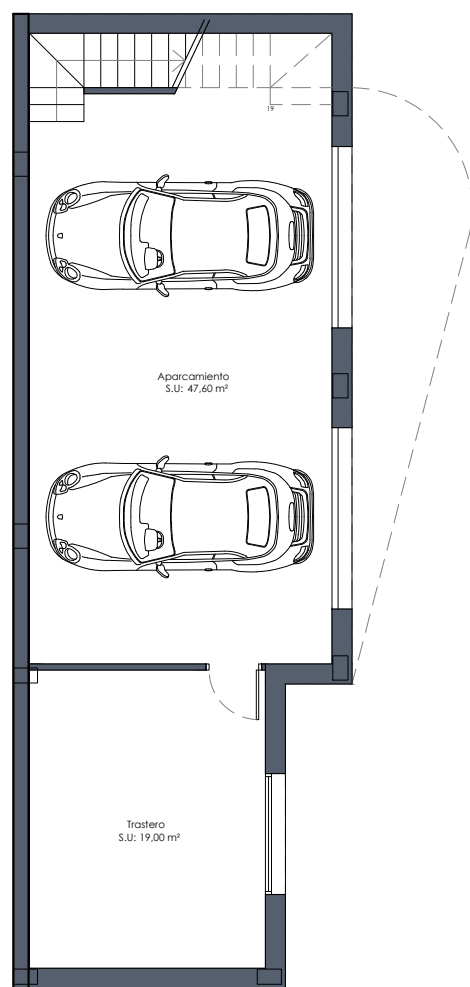 19
Aparcamiento
S.U: 47,60 m²
Trastero
S.U: 19,00 m²